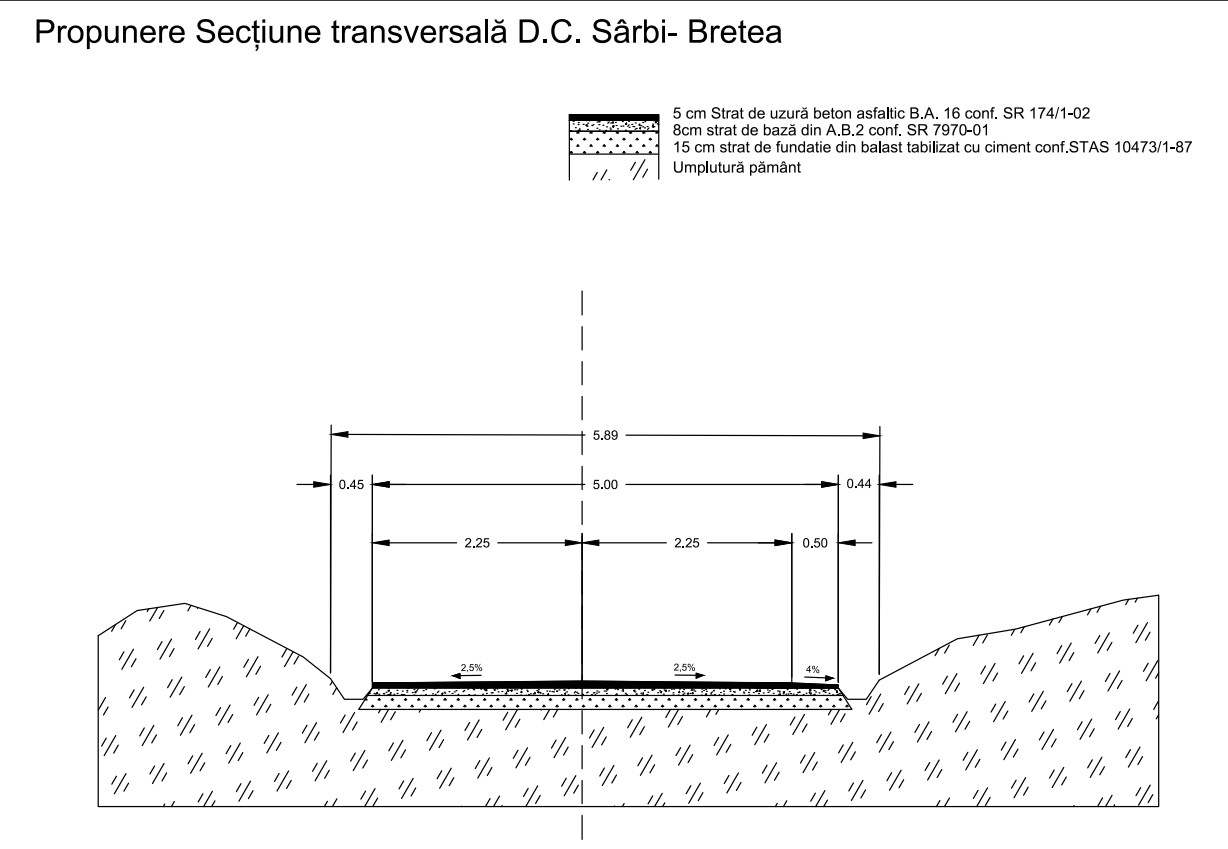 Propunere Secțiune transversală D.C. Sârbi- Bretea
5 cm Strat de uzură beton asfaltic B.A. 16 conf. SR 174/1-02
8cm strat de bază din A.B.2 conf. SR 7970-01
15 cm strat de fundatie din balast tabilizat cu ciment conf.STAS 10473/1-87
Umplutură pământ
5.89
0.45 5.00 0.44
2.25 2.25 0.50
2,5% 2,5% 4%